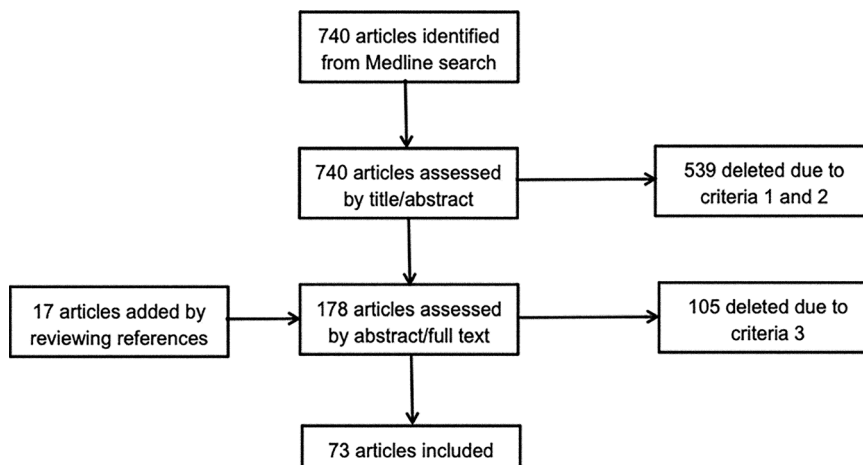 740 articles identified
from Medline search
740 articles assessed
by title/abstract
539 deleted due to
criteria 1 and 2
17 articles added by
reviewing references
178 articles assessed
by abstract/full text
105 deleted due to
criteria 3
73 articles included